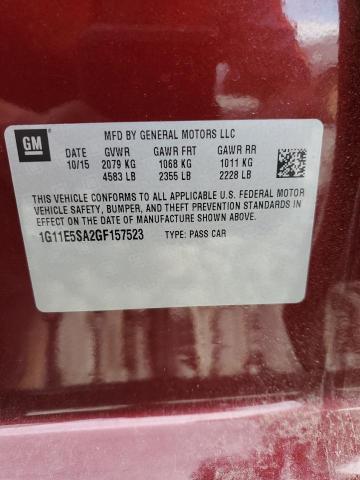 GM
MFD BY GENERAL MOTORS LLC
DATE GVWR GAWR FRT GAWR RR
10/15 2079 KG 1068 KG 1011 KG
4583 LB 2355 LB 2228 LB
THIS VEHICLE CONFORMS TO ALL APPLICABLE U.S. FEDERAL MOTOR
VEHICLE SAFETY, BUMPER, AND THEFT PREVENTION STANDARDS IN
EFFECT ON THE DATE OF MANUFACTURE SHOWN ABOVE.
1G11E5SA2GF157523 TYPE: PASS CAR